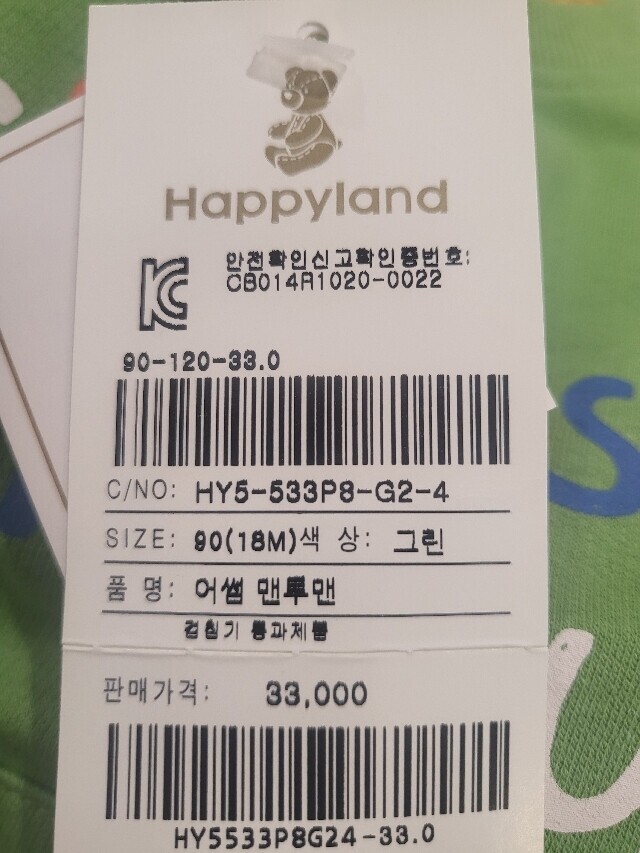 Happyland
안전확인신고확인증번호:
CB014R1020-0022
90-120-33.0
C/NO: HY5-533P8-G2-4
SIZE: 90(18M)색 상: 그린
품 명: 어썸 맨투맨
검침기 통과제품
판매가격: 33,000
HY5533P8G24-33.0